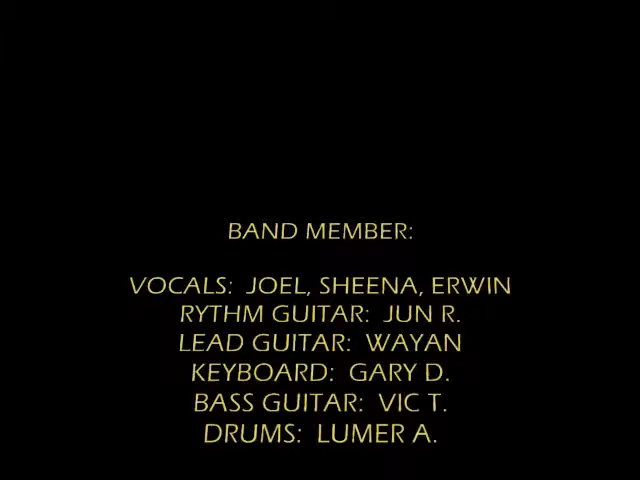 BAND MEMBER:
VOCALS: JOEL, SHEENA, ERWIN
RYTHM GUITAR: JUN R.
LEAD GUITAR: WAYAN
KEYBOARD: GARY D.
BASS GUITAR: VIC T.
DRUMS: LUMER A.